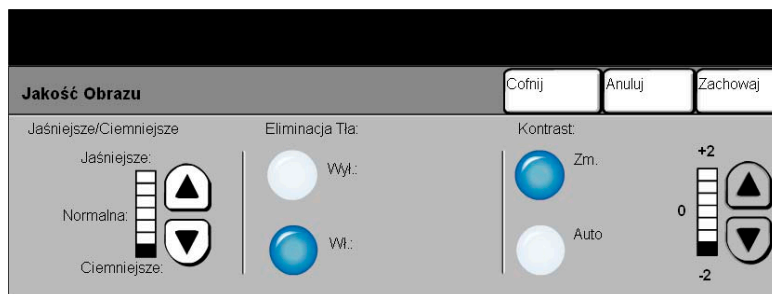 Jakość Obrazu
Cofnij
Anuluj
Zachowaj
Jaśniejsze/Ciemniejsze
Jaśniejsze:
Normalna:
Ciemniejsze:
Eliminacja Tła:
Wył.:
Wł.:
Kontrast:
Zm.
Auto
+2
0
-2